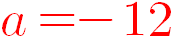 a = − 12